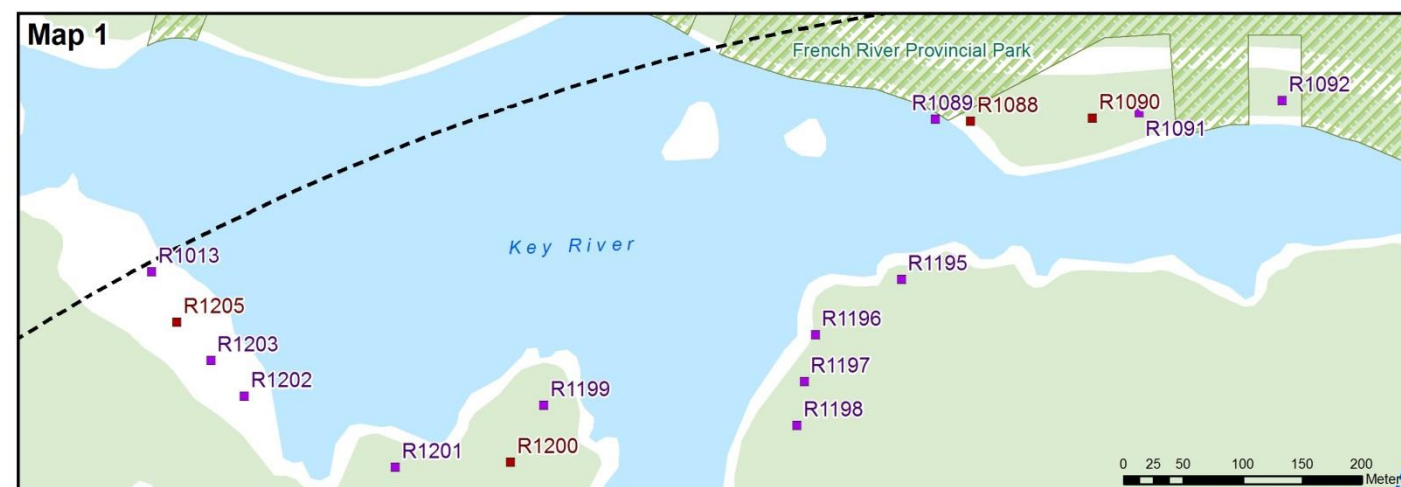 Map 1
French River Provincial Park
R1092
R1089
R1088
R1090
R1091
Key River
R1013
R1195
R1205
R1196
R1203
R1197
R1202
R1199
R1198
R1201
R1200
0 25 50 100 150 200
Meter